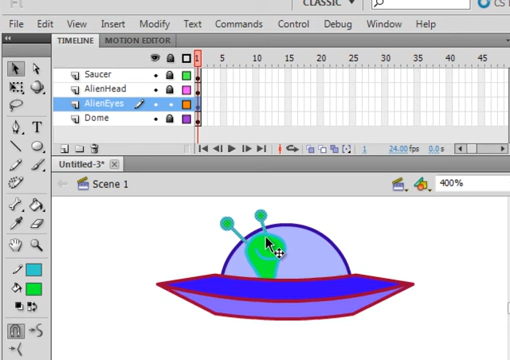 CLASSIC
CS
File Edit View Insert Modify Text Commands Control Debug Window Help
TIMELINE MOTION EDITOR
1 5 10 15 20 25 30 35 40 45
Saucer
AlienHead
AlienEyes
Dome
1 24.00 fps 0.0 s
Untitled-3*
Scene 1
400%
T